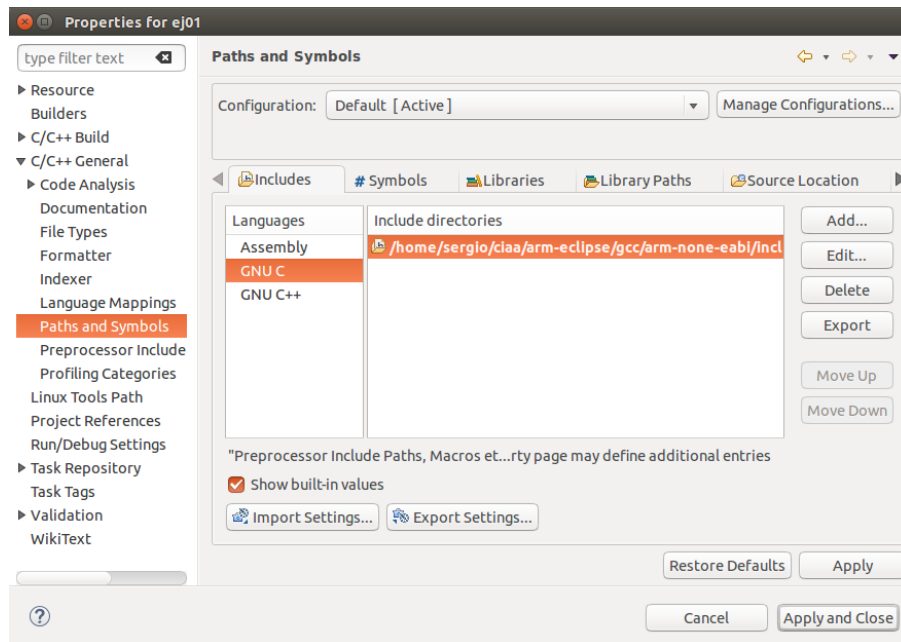 Properties for ej01
type filter text
Resource
Builders
C/C++ Build
C/C++ General
Code Analysis
Documentation
File Types
Formatter
Indexer
Language Mappings
Paths and Symbols
Preprocessor Include
Profiling Categories
Linux Tools Path
Project References
Run/Debug Settings
Task Repository
Task Tags
Validation
WikiText
Paths and Symbols
Configuration: Default [Active] Manage Configurations...
Includes # Symbols Libraries Library Paths Source Location
Languages Include directories
Assembly /home/sergio/ciaa/arm-eclipse/gcc/arm-none-eabi/incl
GNU C
GNU C++
Add...
Edit...
Delete
Export
Move Up
Move Down
"Preprocessor Include Paths, Macros et...rty page may define additional entries
Show built-in values
Import Settings... Export Settings...
Restore Defaults Apply
Cancel Apply and Close